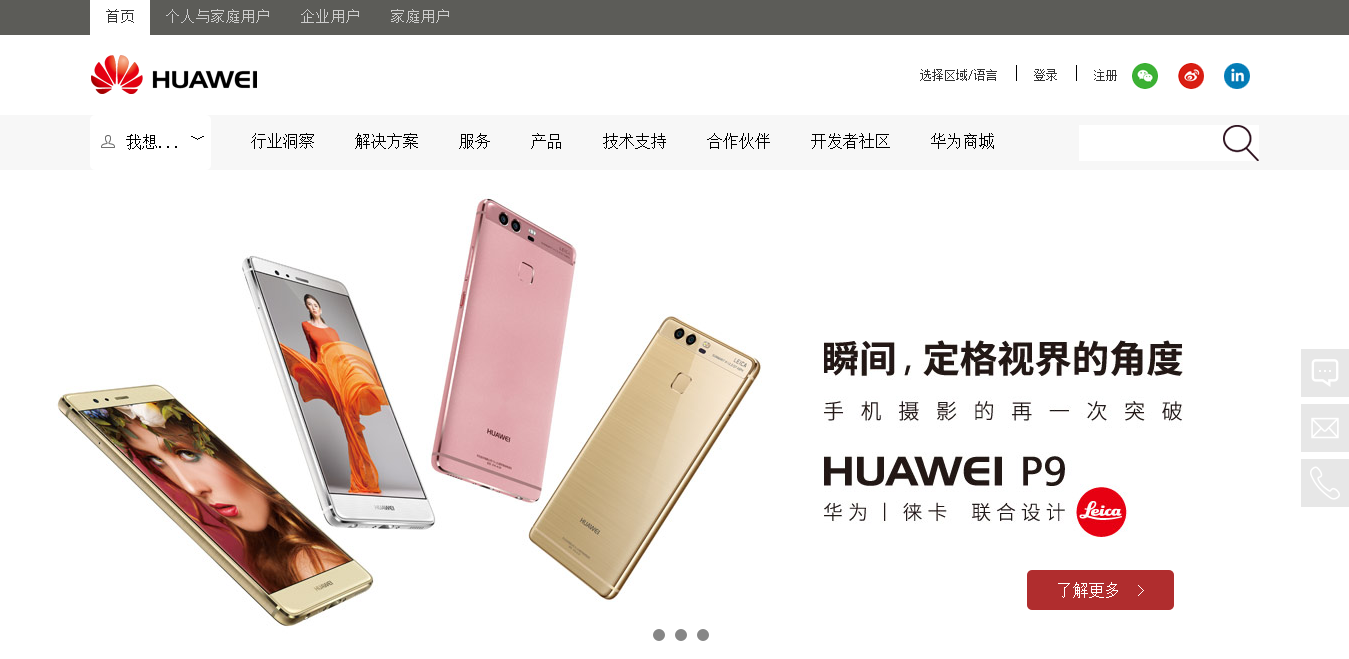 首页 个人与家庭用户 企业用户 家庭用户
HUAWEI
选择区域/语言 登录 注册 in
我想... 行业洞察 解决方案 服务 产品 技术支持 合作伙伴 开发者社区 华为商城
LEICA
HUAWEI
HUAWEI
HUAWEI
HUAWEI
瞬间,定格视界的角度
手机摄影的再一次突破
HUAWEI P9
华为丨徕卡 联合设计 Leica
了解更多 >